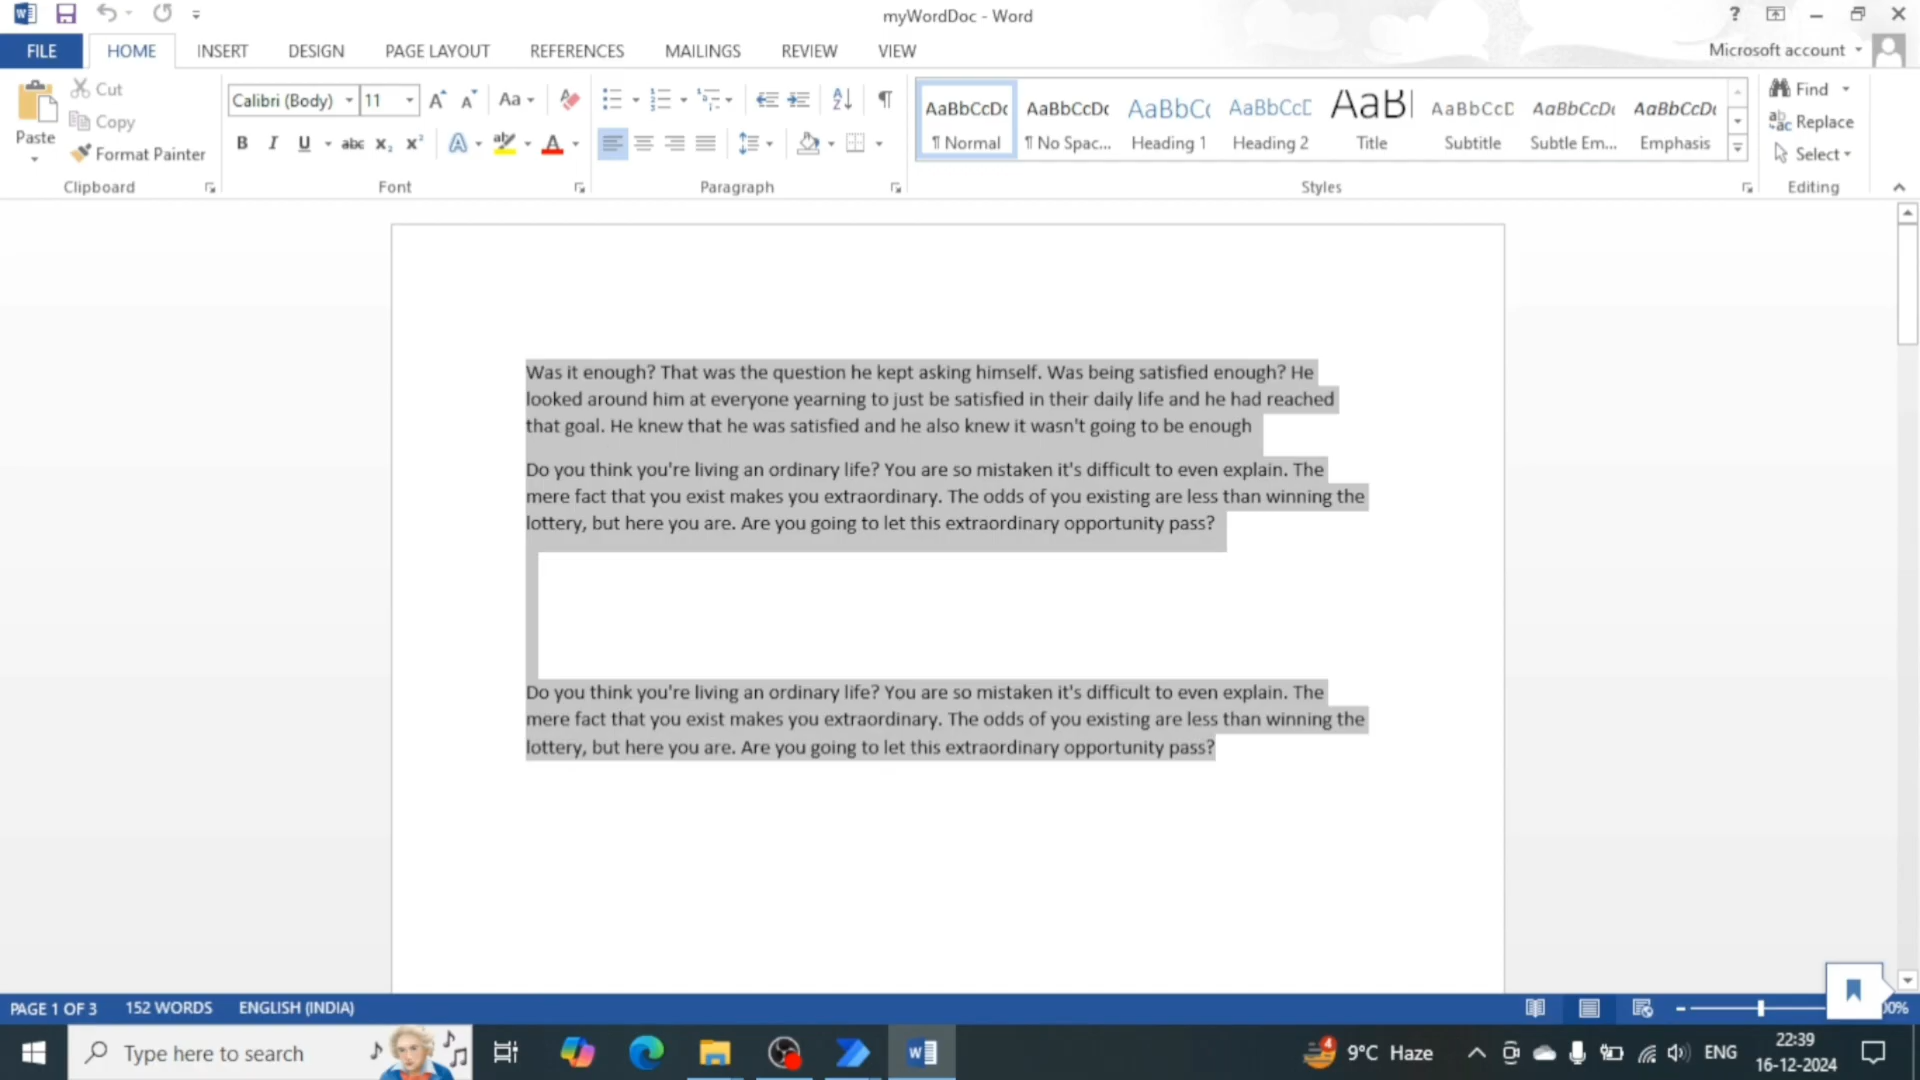 myWordDoc - Word
?
FILE HOME INSERT DESIGN PAGE LAYOUT REFERENCES MAILINGS REVIEW VIEW Microsoft account
Paste
Cut
Copy
Format Painter
Clipboard
Calibri (Body) 11 Aa
B I U abc X₂ X²
Font
Paragraph
AaBbCcDc AaBbCcDc AaBbC AaBbCcD AaB AaBbCcD AaBbCcDc AaBbCcDc
¶ Normal ¶ No Spac... Heading 1 Heading 2 Title Subtitle Subtle Em... Emphasis
Styles
Find
Replace
Select
Editing
Was it enough? That was the question he kept asking himself. Was being satisfied enough? He
looked around him at everyone yearning to just be satisfied in their daily life and he had reached
that goal. He knew that he was satisfied and he also knew it wasn't going to be enough
Do you think you're living an ordinary life? You are so mistaken it's difficult to even explain. The
mere fact that you exist makes you extraordinary. The odds of you existing are less than winning the
lottery, but here you are. Are you going to let this extraordinary opportunity pass?
Do you think you're living an ordinary life? You are so mistaken it's difficult to even explain. The
mere fact that you exist makes you extraordinary. The odds of you existing are less than winning the
lottery, but here you are. Are you going to let this extraordinary opportunity pass?
PAGE 1 OF 3 152 WORDS ENGLISH (INDIA)
Type here to search
4 9°C Haze ENG
22:39
16-12-2024